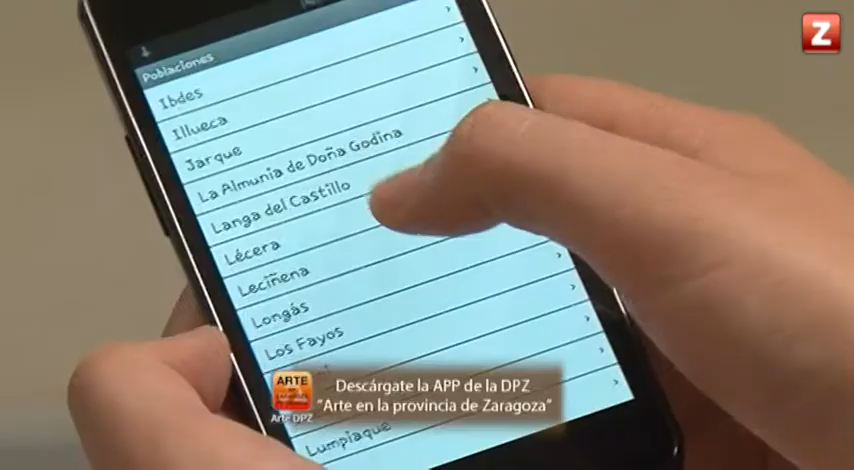 Z
Poblaciones
Ibdes
Illueca
Jarque
La Almunia de Doña Godina
Langa del Castillo
Lécera
Leciñena
Longás
Los Fayos
Lumpiaque
ARTE
Arte DPZ
Descárgate la APP de la DPZ
"Arte en la provincia de Zaragoza"